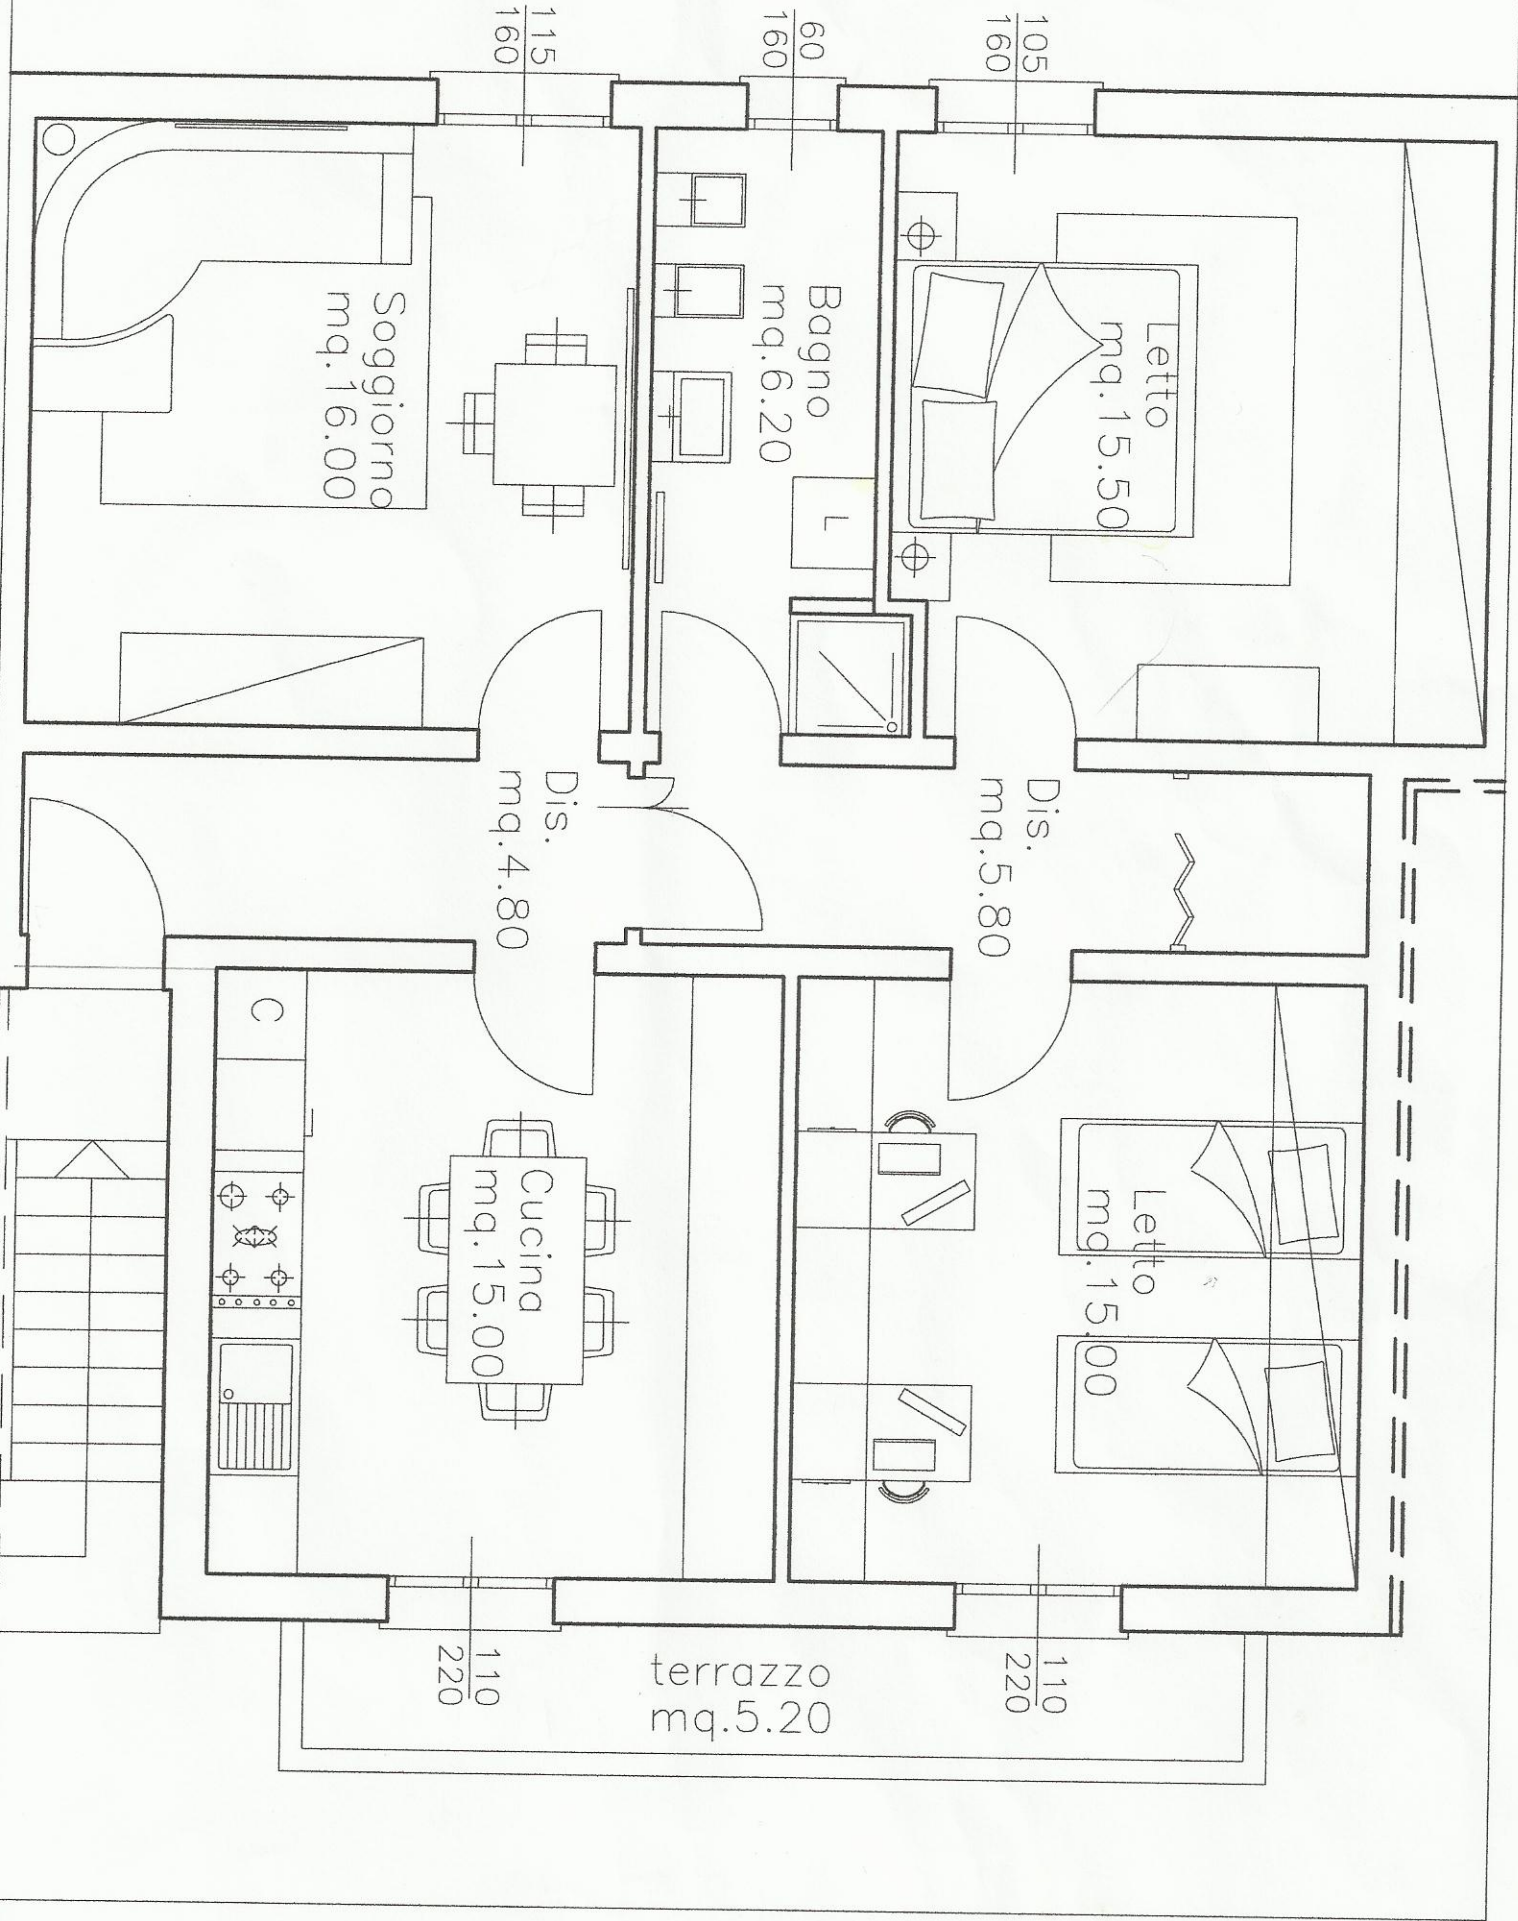 115
160
60
160
105
160
Soggiorno
mq.16.00
Bagno
mq.6.20
L
Letto
mq.15.50
Dis.
mq.4.80
Dis.
mq.5.80
C
Cucina
mq.15.00
Letto
mq.15.00
110
220
terrazzo
mq.5.20
110
220